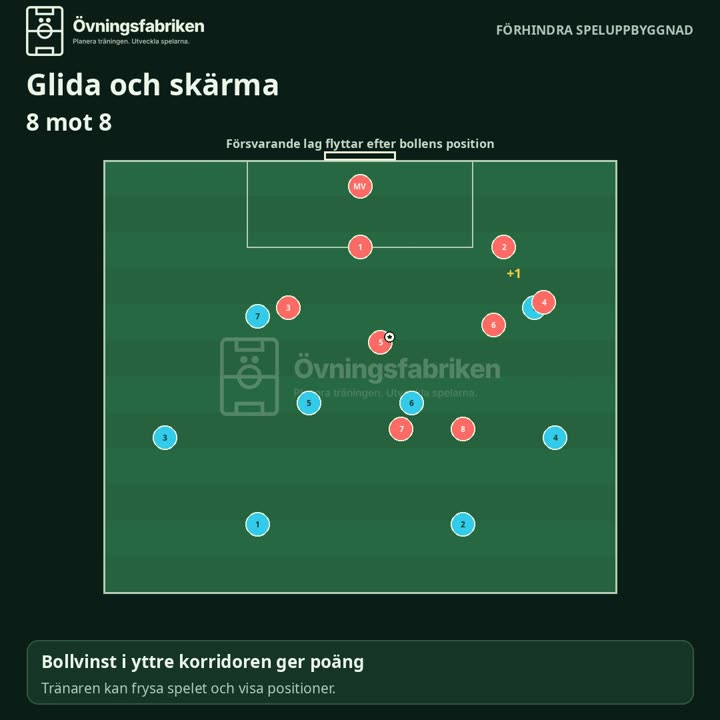 Övningsfabriken
Planera träningen. Utveckla spelarna.
FÖRHINDRA SPELUPPBYGGNAD
Glida och skärma
8 mot 8
Försvarande lag flyttar efter bollens position
MV
1
2
+1
3
7
4
6
5
Övningsfabriken
Planera träningen. Utveckla spelarna.
5
6
7
8
3
4
1
2
Bollvinst i yttre korridoren ger poäng
Tränaren kan frysa spelet och visa positioner.